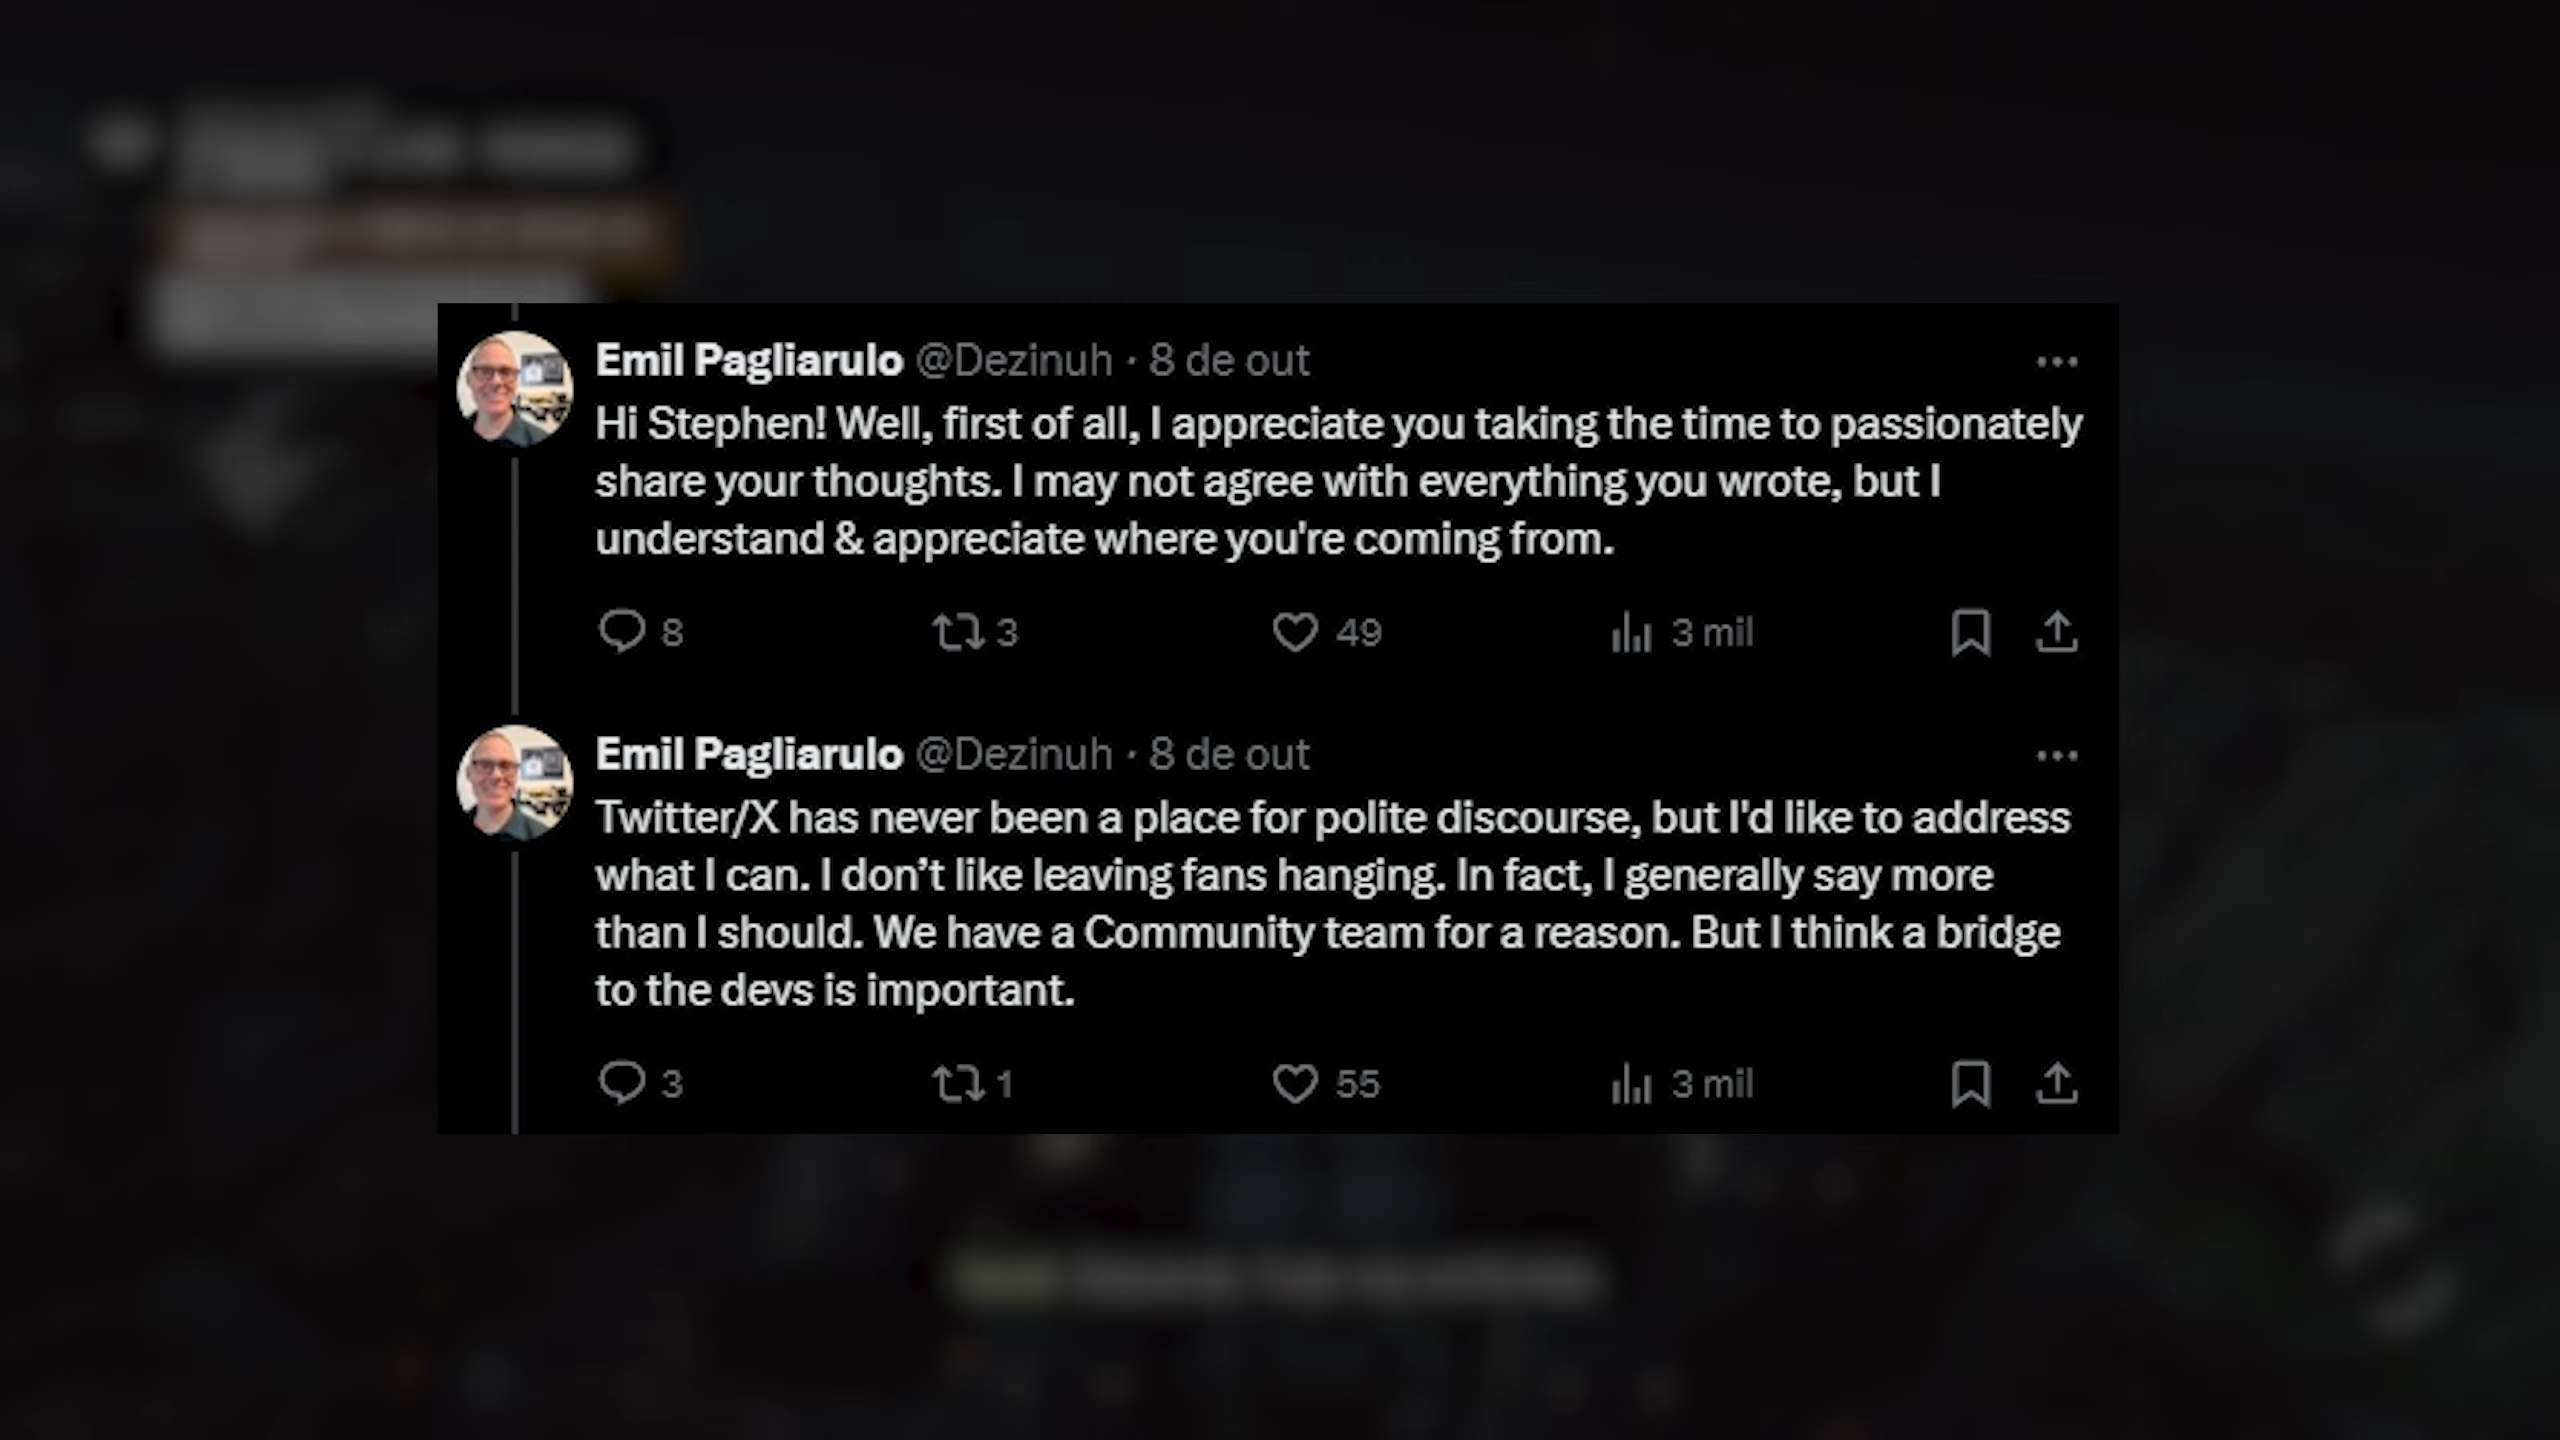 Emil Pagliarulo @Dezinuh · 8 de out
Hi Stephen! Well, first of all, I appreciate you taking the time to passionately
share your thoughts. I may not agree with everything you wrote, but I
understand & appreciate where you're coming from.
8 3 49 3 mil
Emil Pagliarulo @Dezinuh · 8 de out
Twitter/X has never been a place for polite discourse, but I'd like to address
what I can. I don’t like leaving fans hanging. In fact, I generally say more
than I should. We have a Community team for a reason. But I think a bridge
to the devs is important.
3 1 55 3 mil